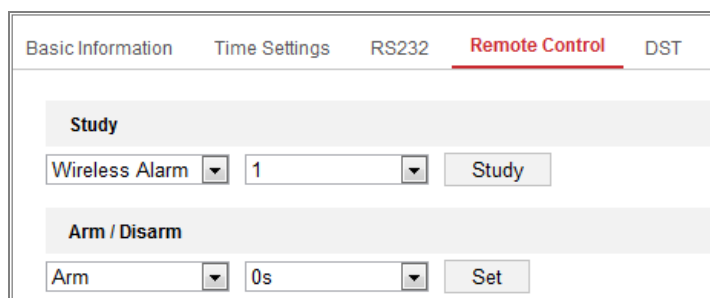 Basic Information Time Settings RS232 Remote Control DST
Study
Wireless Alarm 1 Study
Arm / Disarm
Arm 0s Set